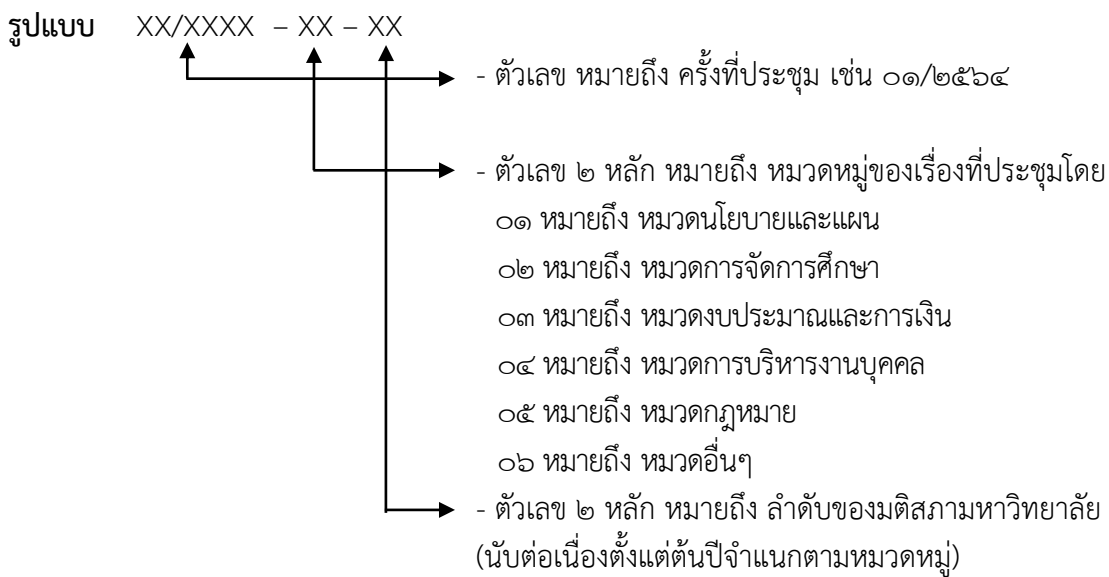 รูปแบบ XX/XXXX – XX – XX
- ตัวเลข หมายถึง ครั้งที่ประชุม เช่น ๐๑/๒๕๖๔
- ตัวเลข ๒ หลัก หมายถึง หมวดหมู่ของเรื่องที่ประชุมโดย
๐๑ หมายถึง หมวดนโยบายและแผน
๐๒ หมายถึง หมวดการจัดการศึกษา
๐๓ หมายถึง หมวดงบประมาณและการเงิน
๐๔ หมายถึง หมวดการบริหารงานบุคคล
๐๕ หมายถึง หมวดกฎหมาย
๐๖ หมายถึง หมวดอื่นๆ
- ตัวเลข ๒ หลัก หมายถึง ลำดับของมติสภามหาวิทยาลัย
(นับต่อเนื่องตั้งแต่ต้นปีจำแนกตามหมวดหมู่)